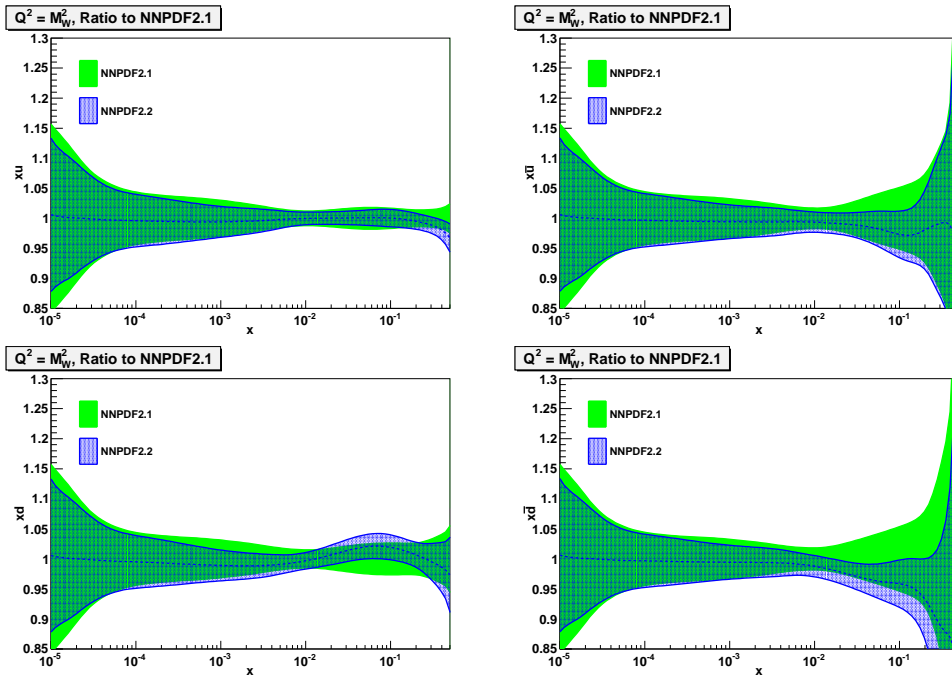 Q² = M²_W, Ratio to NNPDF2.1
1.3
1.25
1.2
1.15
1.1
1.05
1
0.95
0.9
0.85
xu
NNPDF2.1
NNPDF2.2
10⁻⁵ 10⁻⁴ 10⁻³ 10⁻² 10⁻¹
x
Q² = M²_W, Ratio to NNPDF2.1
1.3
1.25
1.2
1.15
1.1
1.05
1
0.95
0.9
0.85
xū
NNPDF2.1
NNPDF2.2
10⁻⁵ 10⁻⁴ 10⁻³ 10⁻² 10⁻¹
x
Q² = M²_W, Ratio to NNPDF2.1
1.3
1.25
1.2
1.15
1.1
1.05
1
0.95
0.9
0.85
xd
NNPDF2.1
NNPDF2.2
10⁻⁵ 10⁻⁴ 10⁻³ 10⁻² 10⁻¹
x
Q² = M²_W, Ratio to NNPDF2.1
1.3
1.25
1.2
1.15
1.1
1.05
1
0.95
0.9
0.85
xd̄
NNPDF2.1
NNPDF2.2
10⁻⁵ 10⁻⁴ 10⁻³ 10⁻² 10⁻¹
x